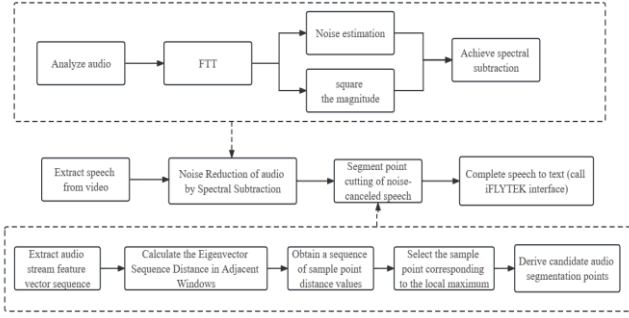 Noise estimation
Analyze audio
FTT
Achieve spectral
subtraction
square
the magnitude
Extract speech
from video
Noise Reduction of audio
by Spectral Subtraction
Segment point
cutting of noise-
canceled speech
Complete speech to text (call
iFLYTEK interface)
Extract audio
stream feature
vector sequence
Calculate the Eigenvector
Sequence Distance in Adjacent
Windows
Obtain a sequence
of sample point
distance values
Select the sample
point corresponding
to the local maximum
Derive candidate audio
segmentation points